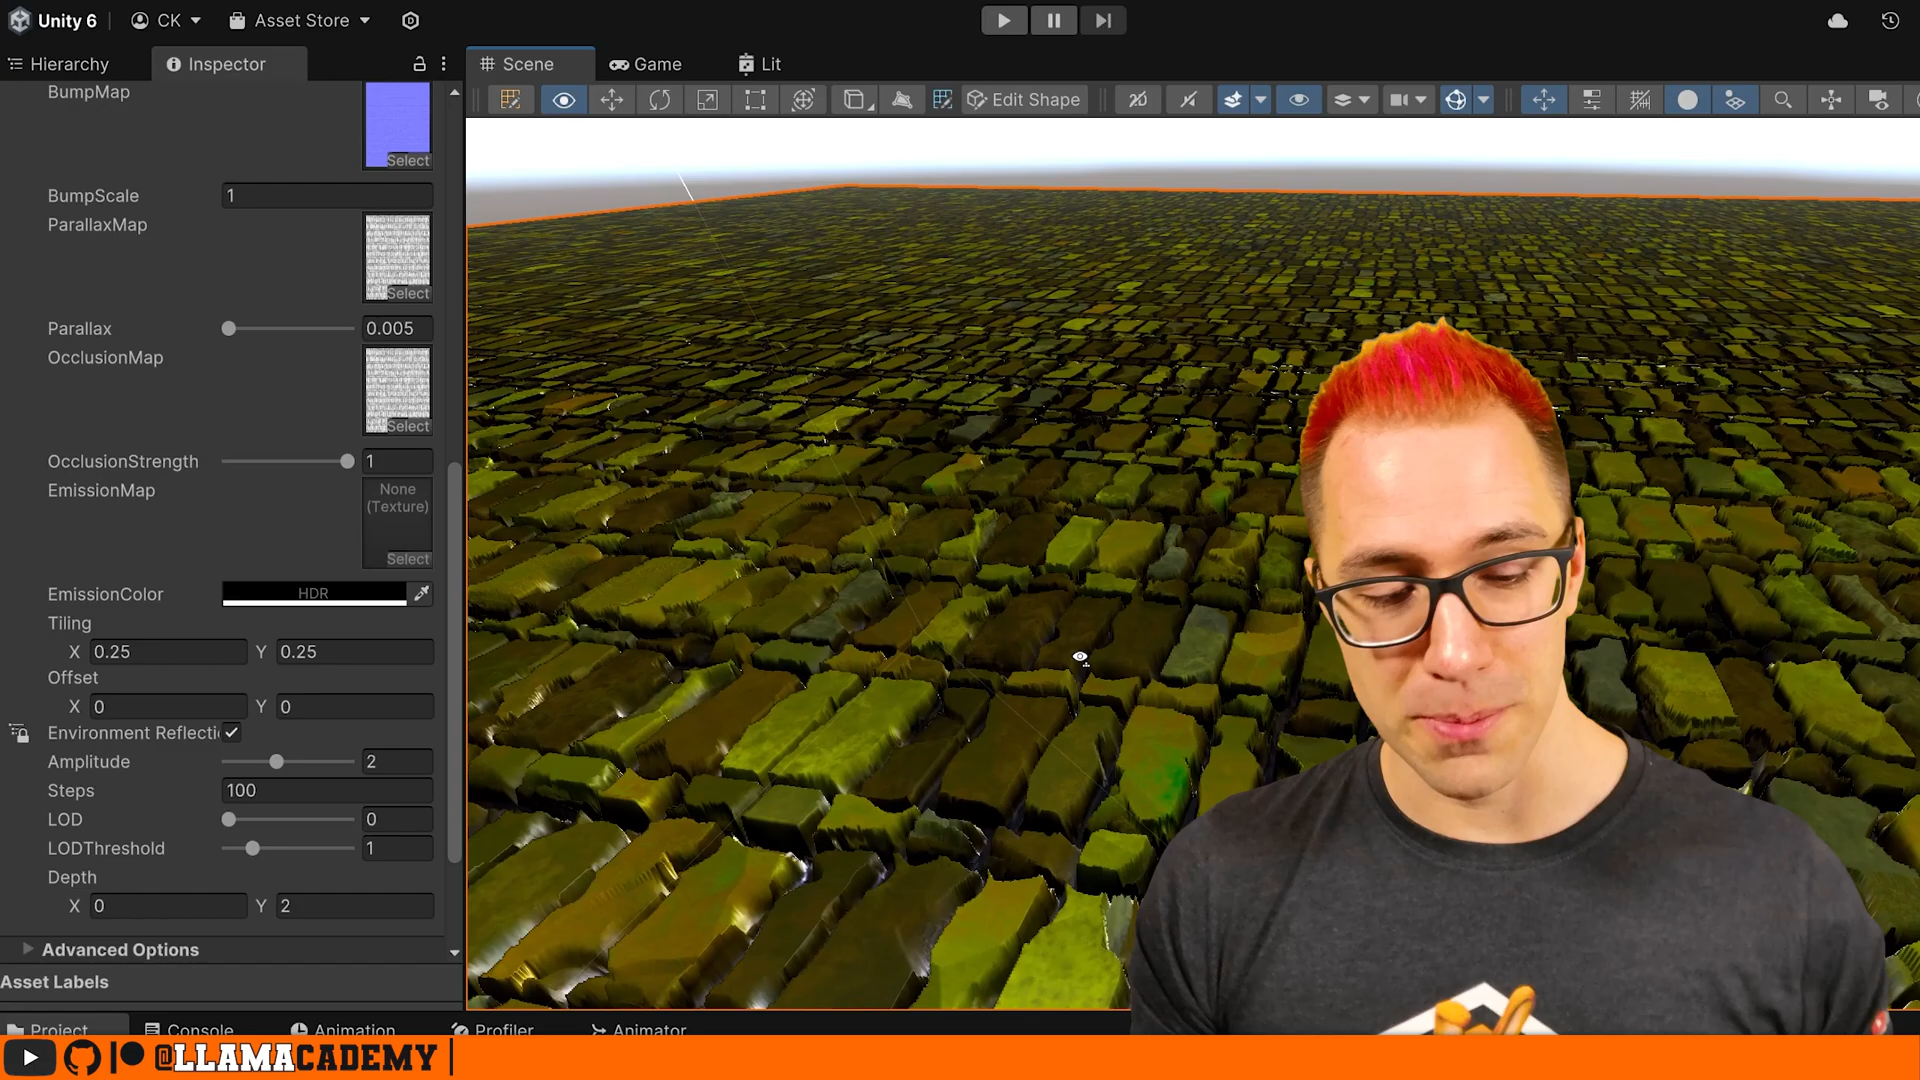 Unity 6
CK
Asset Store
Hierarchy
Inspector
Scene
Game
Lit
Edit Shape
2D
BumpMap
Select
BumpScale
1
ParallaxMap
Select
Parallax
0.005
OcclusionMap
Select
OcclusionStrength
1
EmissionMap
None
(Texture)
Select
EmissionColor
HDR
Tiling
X 0.25 Y 0.25
Offset
X 0 Y 0
Environment Reflecti
Amplitude
2
Steps
100
LOD
0
LODThreshold
1
Depth
X 0 Y 2
Advanced Options
Asset Labels
Project
Console
Animation
Profiler
Animator
@LLAMACADEMY